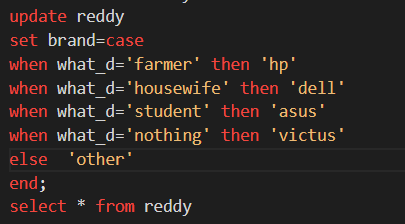 update reddy
set brand=case
when what_d='farmer' then 'hp'
when what_d='housewife' then 'dell'
when what_d='student' then 'asus'
when what_d='nothing' then 'victus'
else  'other'
end;
select * from reddy